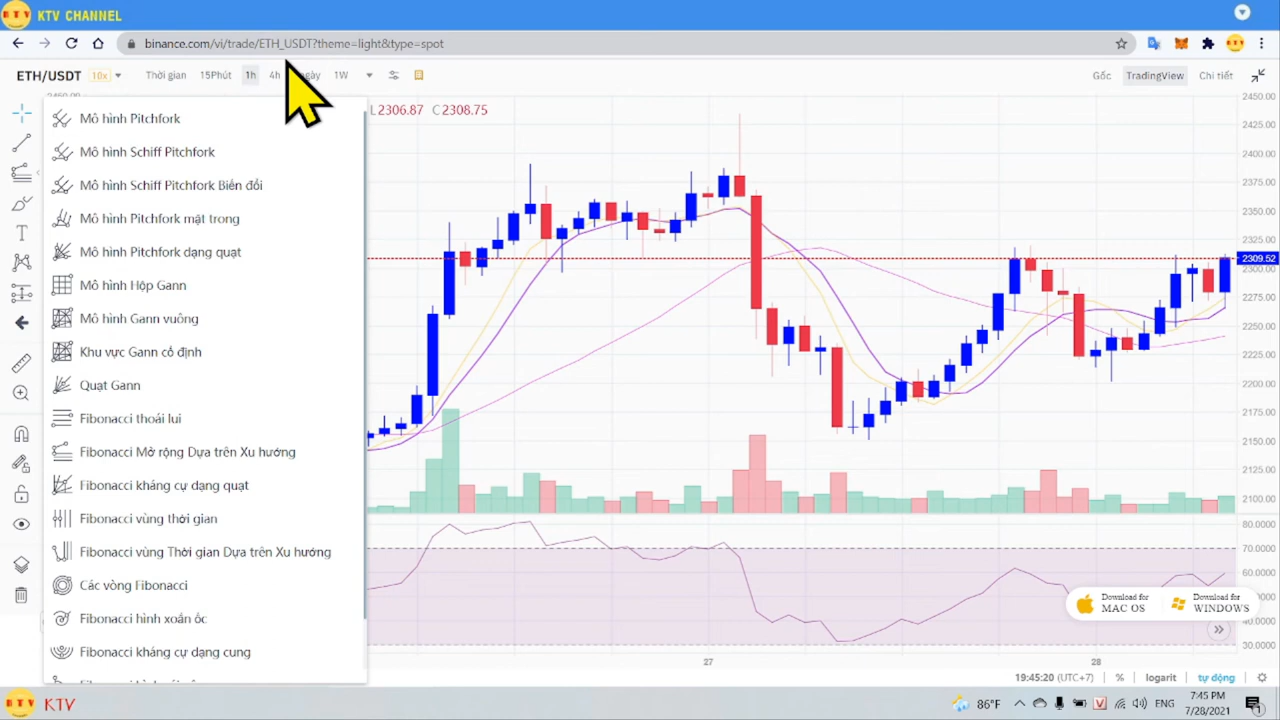 KTV CHANNEL
binance.com/vi/trade/ETH_USDT?theme=light&type=spot
ETH/USDT 10x Thời gian 15Phút 1h 4h 1W Gốc TradingView Chi tiết
L2306.87 C2308.75
Mô hình Pitchfork
Mô hình Schiff Pitchfork
Mô hình Schiff Pitchfork Biến đổi
Mô hình Pitchfork mặt trong
Mô hình Pitchfork dạng quạt
Mô hình Hộp Gann
Mô hình Gann vuông
Khu vực Gann cố định
Quạt Gann
Fibonacci thoái lui
Fibonacci Mở rộng Dựa trên Xu hướng
Fibonacci kháng cự dạng quạt
Fibonacci vùng thời gian
Fibonacci vùng Thời gian Dựa trên Xu hướng
Các vòng Fibonacci
Fibonacci hình xoắn ốc
Fibonacci kháng cự dạng cung
2450.00
2425.00
2400.00
2375.00
2350.00
2325.00
2309.52
2300.00
2275.00
2250.00
2225.00
2200.00
2175.00
2150.00
2125.00
2100.00
80.0000
70.0000
60.0000
40.0000
30.0000
Download for
MAC OS
Download for
WINDOWS
27 28
19:45:20 (UTC+7) % logarit tự động
KTV
86°F ENG
7:45 PM
7/28/2021